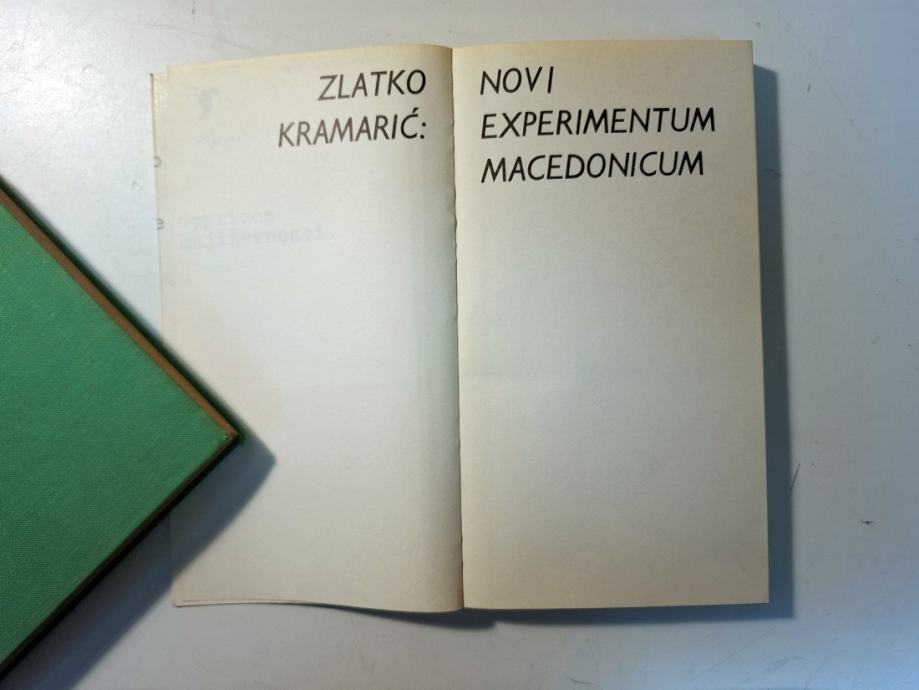 ZLATKO
KRAMARIĆ:
NOVI
EXPERIMENTUM
MACEDONICUM